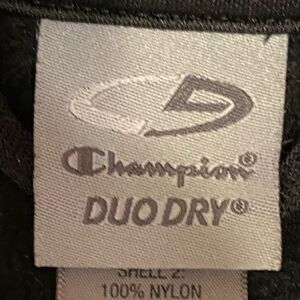 Champion®
DUO DRY®
SHELL 2:
100% NYLON